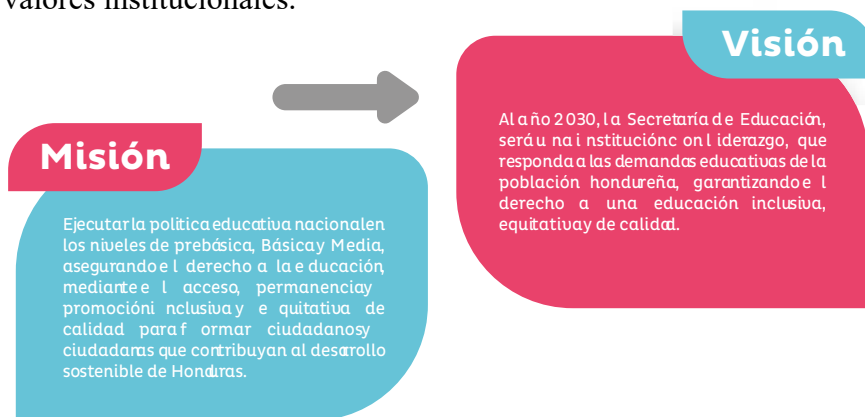 valores institucionales.
Misión
Ejecutar la politica educativa nacional en
los niveles de prebásica, Básica y Media,
asegurando el derecho a la educación,
mediante el acceso, permanencia y
promoción inclusiva y equitativa de
calidad para formar ciudadanos y
ciudadanas que contribuyan al desarrollo
sostenible de Honduras.
Visión
Al año 2030, la Secretaría de Educación,
será una institución con liderazgo, que
responda a las demandas educativas de la
población hondureña, garantizando el
derecho a una educación inclusiva,
equitativa y de calidad.